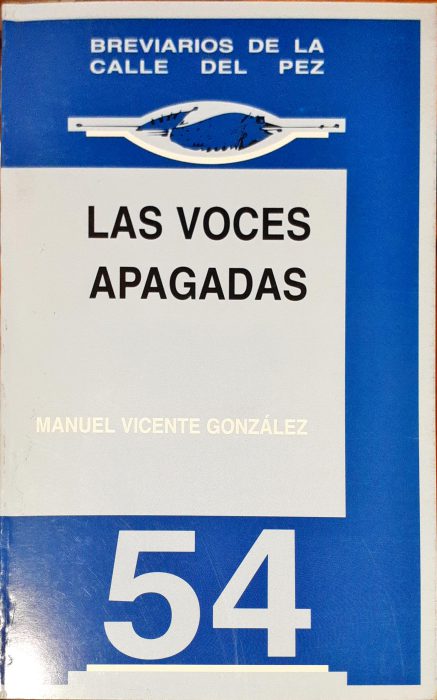 BREVIARIOS DE LA
CALLE DEL PEZ
LAS VOCES
APAGADAS
MANUEL VICENTE GONZÁLEZ
54